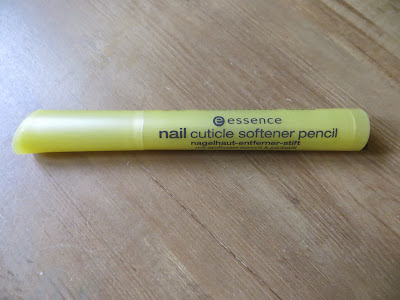 essence
nail cuticle softener pencil
nagelhaut-entferner-stift